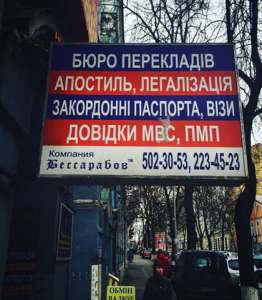 БЮРО ПЕРЕКЛАДІВ
АПОСТИЛЬ, ЛЕГАЛІЗАЦІЯ
ЗАКОРДОННІ ПАСПОРТА, ВІЗИ
ДОВІДКИ МВС, ПМП
Компания
Бессарабов™ 502-30-53, 223-45-23
ОБМІН
ВАЛЮТ